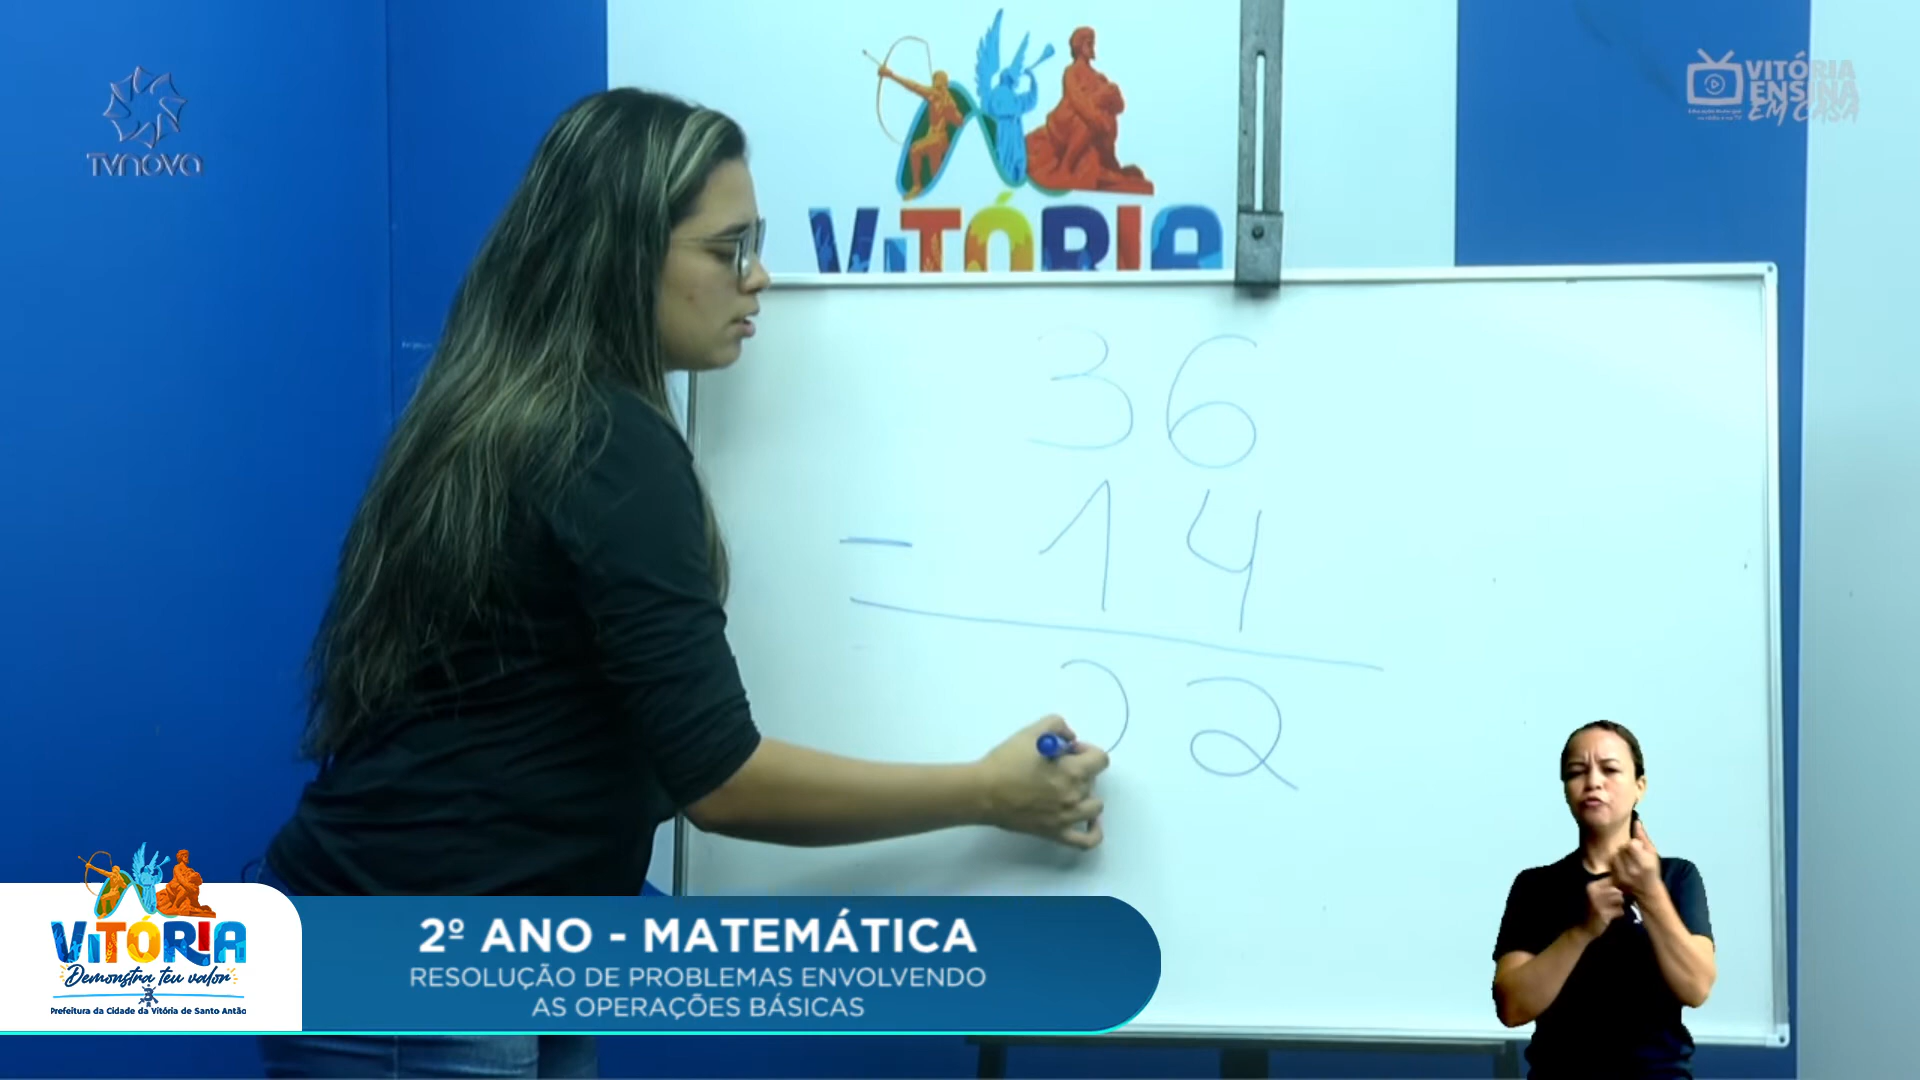 TVNOVA
VITÓRIA
ENSINA
EM CASA
VITÓRIA
36
- 14
22
VITÓRIA
Demonstra teu valor
Prefeitura da Cidade da Vitória de Santo Antão
2º ANO - MATEMÁTICA
RESOLUÇÃO DE PROBLEMAS ENVOLVENDO
AS OPERAÇÕES BÁSICAS